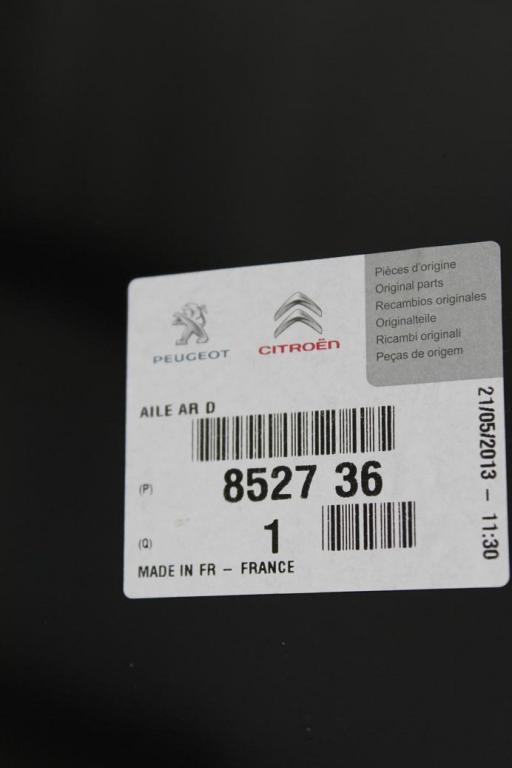 PEUGEOT
CITROËN
Pièces d'origine
Original parts
Recambios originales
Originalteile
Ricambi originali
Peças de origem
AILE AR D
(P) 8527 36
(Q) 1
MADE IN FR – FRANCE
21/05/2013 – 11:30